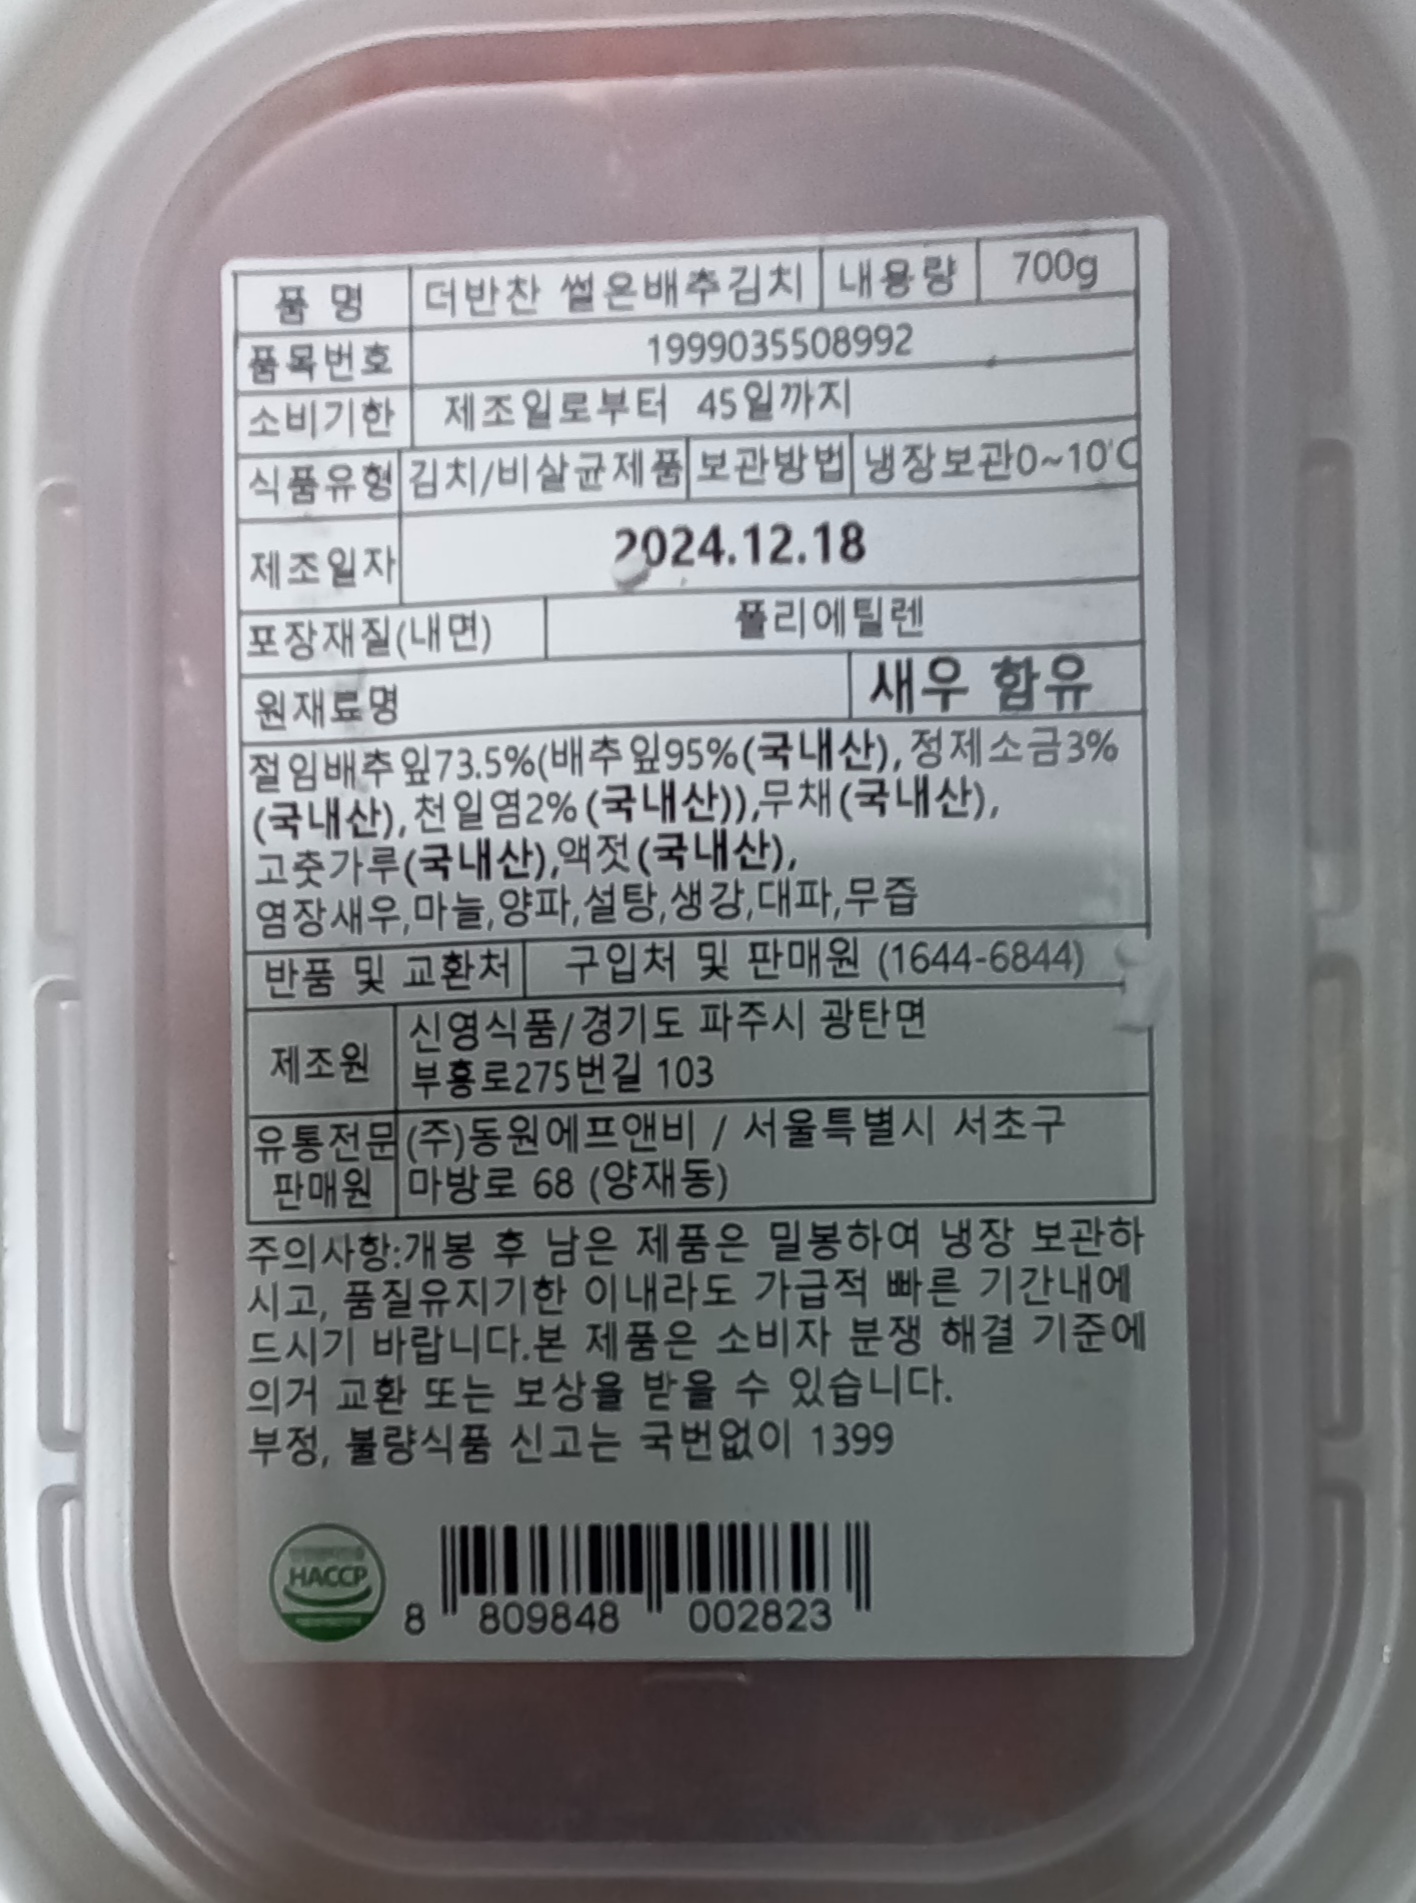 품 명 더반찬 썰은배추김치 내용량 700g
품목번호 1999035508992
소비기한 제조일로부터 45일까지
식품유형 김치/비살균제품 보관방법 냉장보관0~10℃
제조일자 2024.12.18
포장재질(내면) 폴리에틸렌
원재료명 새우 함유
절임배추잎73.5%(배추잎95%(국내산),정제소금3%
(국내산),천일염2%(국내산)),무채(국내산),
고춧가루(국내산),액젓(국내산),
염장새우,마늘,양파,설탕,생강,대파,무즙
반품 및 교환처 구입처 및 판매원 (1644-6844)
제조원 신영식품/경기도 파주시 광탄면
부흥로275번길 103
유통전문 (주)동원에프앤비 / 서울특별시 서초구
판매원 마방로 68 (양재동)
주의사항:개봉 후 남은 제품은 밀봉하여 냉장 보관하
시고, 품질유지기한 이내라도 가급적 빠른 기간내에
드시기 바랍니다.본 제품은 소비자 분쟁 해결 기준에
의거 교환 또는 보상을 받을 수 있습니다.
부정, 불량식품 신고는 국번없이 1399
HACCP
8 809848 002823